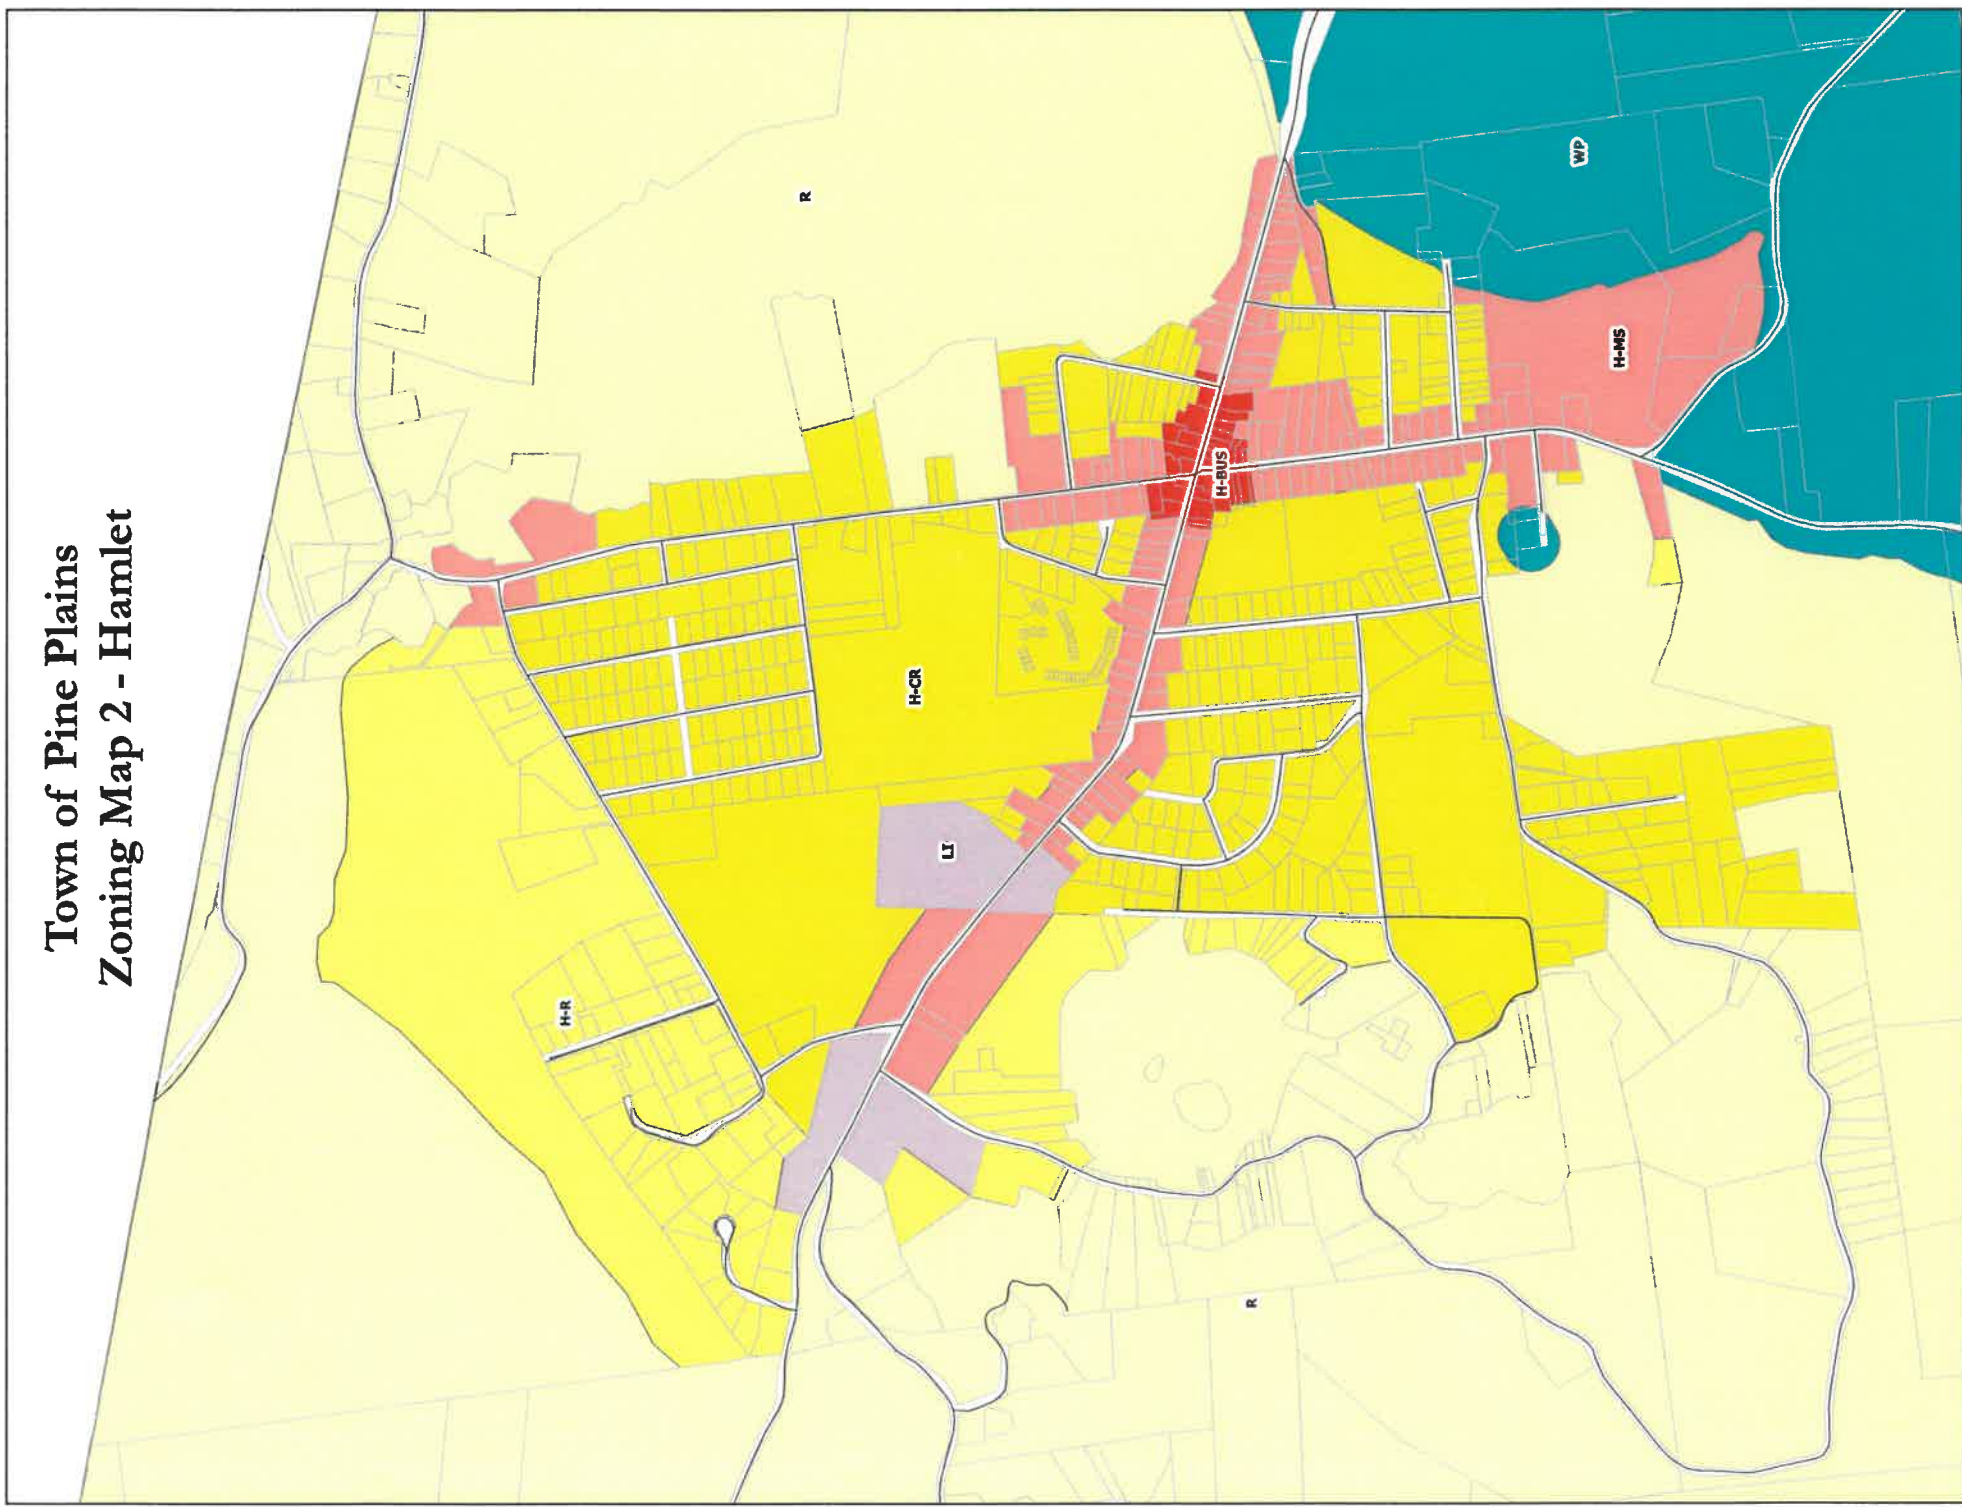 Town of Pine Plains
Zoning Map 2 - Hamlet
R
WP
H-MS
H-BUS
H-CR
LI
H-R
R